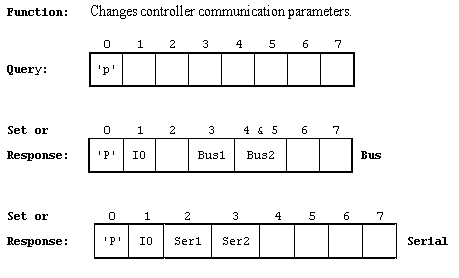 Function: Changes controller communication parameters.
0 1 2 3 4 5 6 7
Query: 'p'
Set or 0 1 2 3 4 & 5 6 7
Response: 'P' IO Bus1 Bus2 Bus
Set or 0 1 2 3 4 5 6 7
Response: 'P' IO Ser1 Ser2 Serial